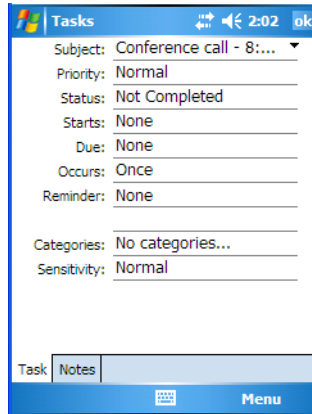 Tasks 2:02 ok
Subject: Conference call - 8:...
Priority: Normal
Status: Not Completed
Starts: None
Due: None
Occurs: Once
Reminder: None
Categories: No categories...
Sensitivity: Normal
Task Notes
Menu